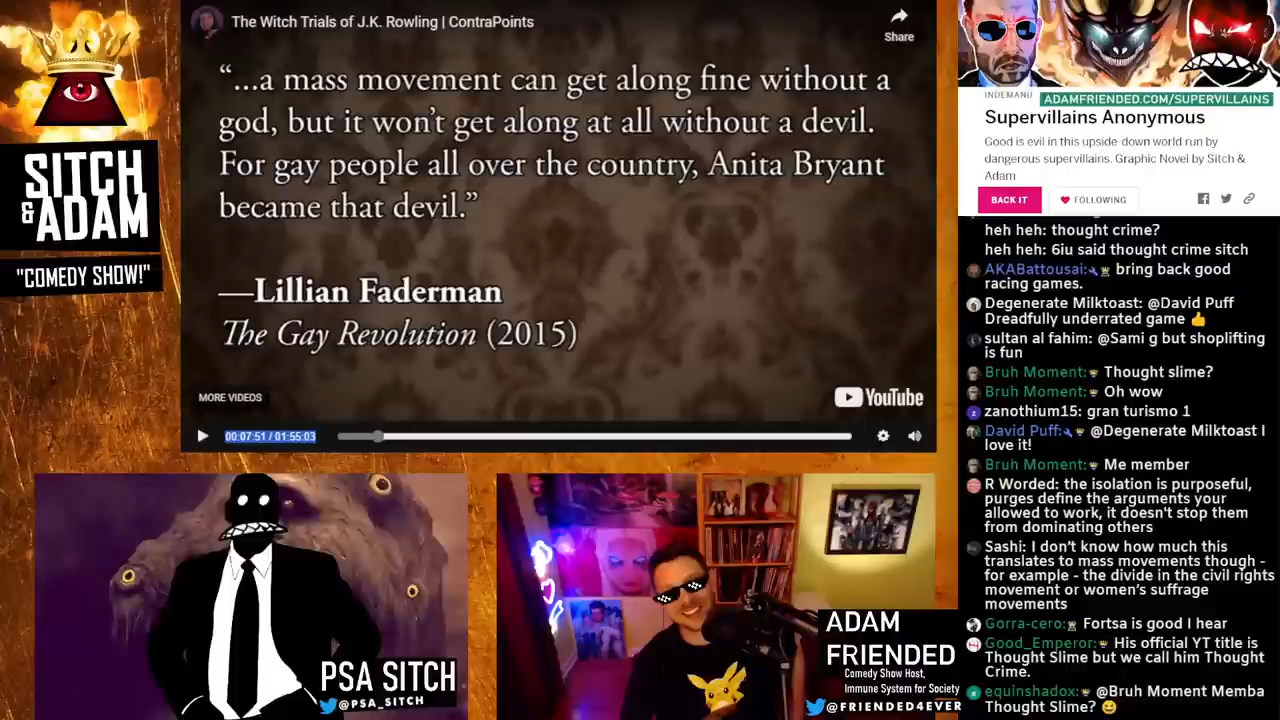 The Witch Trials of J.K. Rowling | ContraPoints
Share
“...a mass movement can get along fine without a
god, but it won’t get along at all without a devil.
For gay people all over the country, Anita Bryant
became that devil.”
—Lillian Faderman
The Gay Revolution (2015)
MORE VIDEOS
YouTube
00:07:51 / 01:55:03
SITCH
& ADAM
"COMEDY SHOW!"
PSA SITCH
@PSA_SITCH
ADAM
FRIENDED
Comedy Show Host,
Immune System for Society
@FRIENDED4EVER
INDEMAND
ADAMFRIENDED.COM/SUPERVILLAINS
Supervillains Anonymous
Good is evil in this upside-down world run by
dangerous supervillains. Graphic Novel by Sitch &
Adam
BACK IT
FOLLOWING
heh heh: thought crime?
heh heh: 6iu said thought crime sitch
AKABattousai: bring back good
racing games.
Degenerate Milktoast: @David Puff
Dreadfully underrated game 👍
sultan al fahim: @Sami g but shoplifting
is fun
Bruh Moment: Thought slime?
Bruh Moment: Oh wow
zanothium15: gran turismo 1
David Puff: @Degenerate Milktoast I
love it!
Bruh Moment: Me member
R Worded: the isolation is purposeful,
purges define the arguments your
allowed to work, it doesn't stop them
from dominating others
Sashi: I don’t know how much this
translates to mass movements though -
for example - the divide in the civil rights
movement or women’s suffrage
movements
Gorra-cero: Fortsa is good I hear
Good_Emperor: His official YT title is
Thought Slime but we call him Thought
Crime.
equinshadox: @Bruh Moment Memba
Thought Slime? 😆